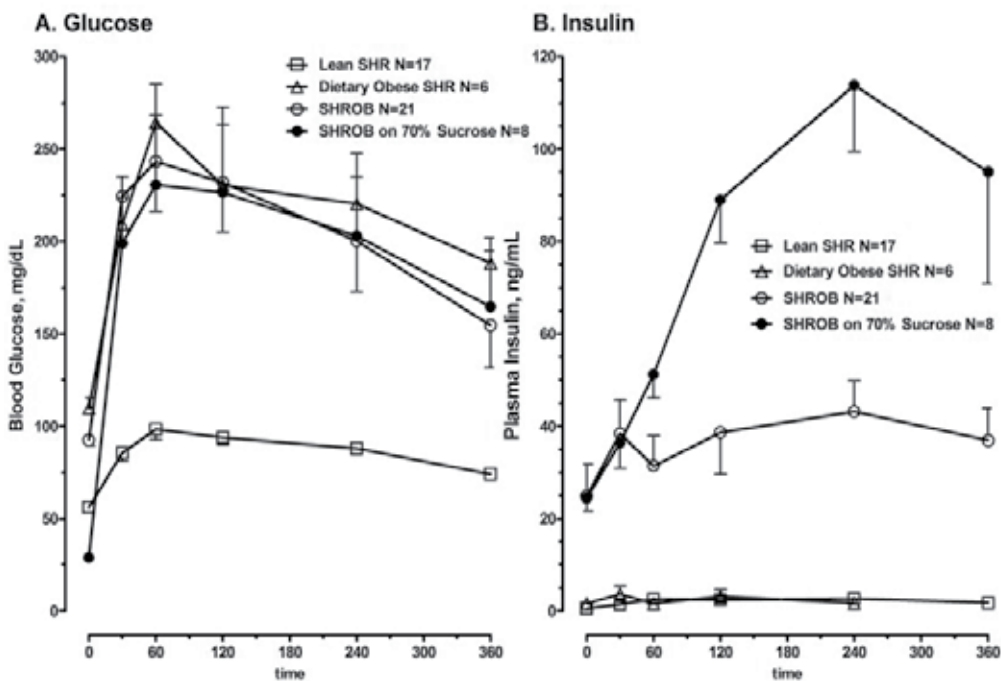 A. Glucose
Lean SHR N=17
Dietary Obese SHR N=6
SHROB N=21
SHROB on 70% Sucrose N=8
Blood Glucose, mg/dL
300
250
200
150
100
50
0
0 60 120 180 240 300 360
time
B. Insulin
Plasma Insulin, ng/mL
120
100
80
60
40
20
0
Lean SHR N=17
Dietary Obese SHR N=6
SHROB N=21
SHROB on 70% Sucrose N=8
0 60 120 180 240 300 360
time